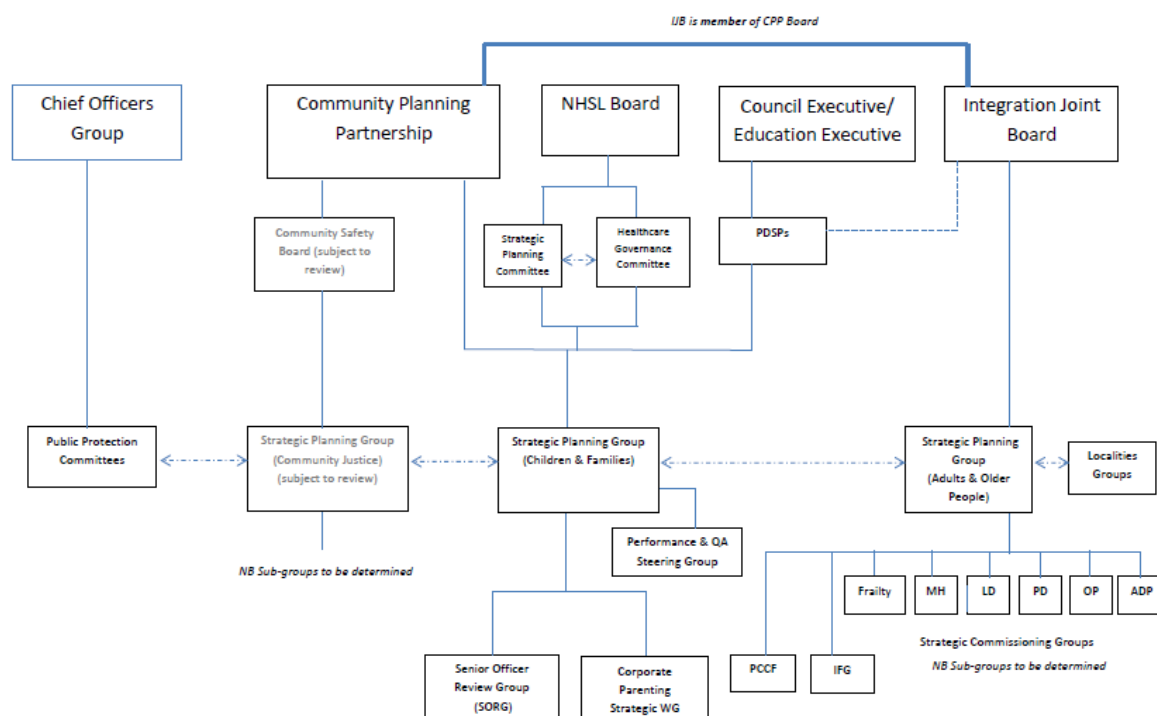 IJB is member of CPP Board
Chief Officers
Group
Community Planning
Partnership
NHSL Board
Council Executive/
Education Executive
Integration Joint
Board
Community Safety
Board (subject to
review)
Strategic
Planning
Committee
Healthcare
Governance
Committee
PDSPs
Public Protection
Committees
Strategic Planning Group
(Community Justice)
(subject to review)
Strategic Planning Group
(Children & Families)
Strategic
Planning
Group
(Adults & Older
People)
Localities
Groups
Performance & QA
Steering Group
NB Sub-groups to be determined
Frailty
MH
LD
PD
OP
ADP
Strategic Commissioning Groups
NB Sub-groups to be determined
PCCF
IFG
Senior Officer
Review Group
(SORG)
Corporate
Parenting
Strategic WG